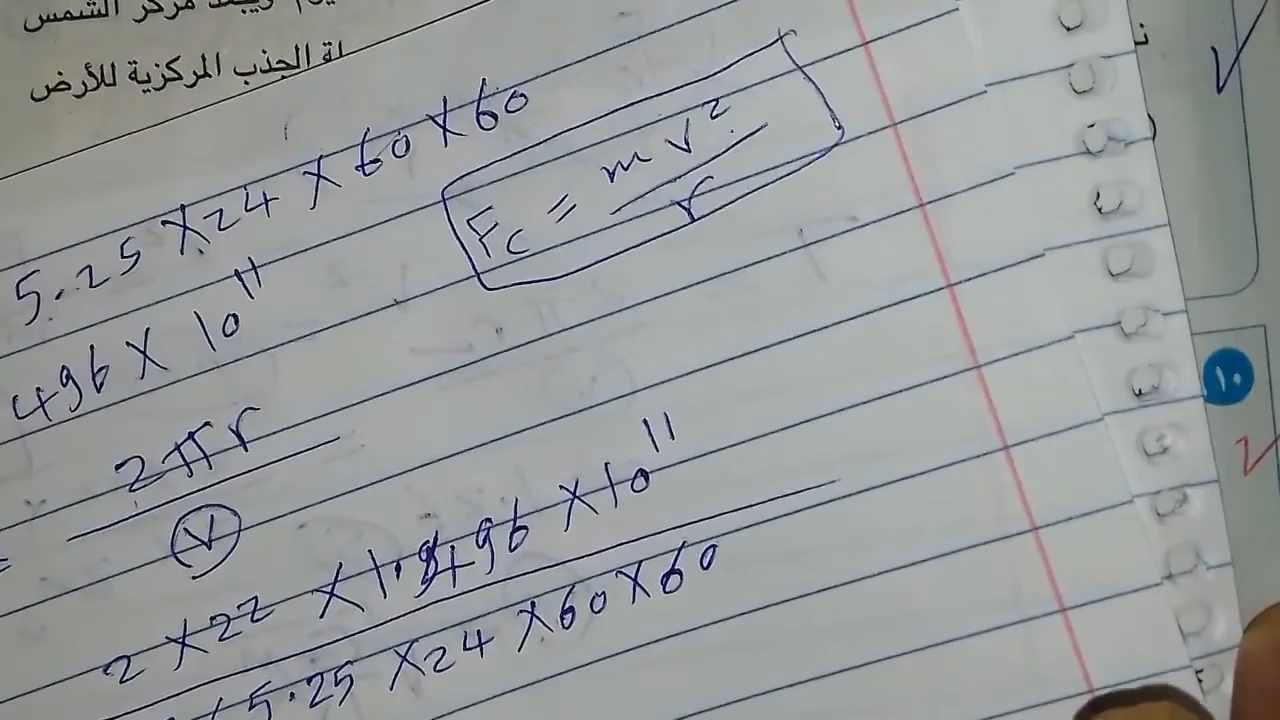 مركز الشمس
الجذب المركزية للأرض
5.25 × 24 × 60 × 60
Fc = mv² / r
496 × 10¹¹
2πr
V
2 × 22 × 1.496 × 10¹¹
× 5.25 × 24 × 60 × 60
١٠